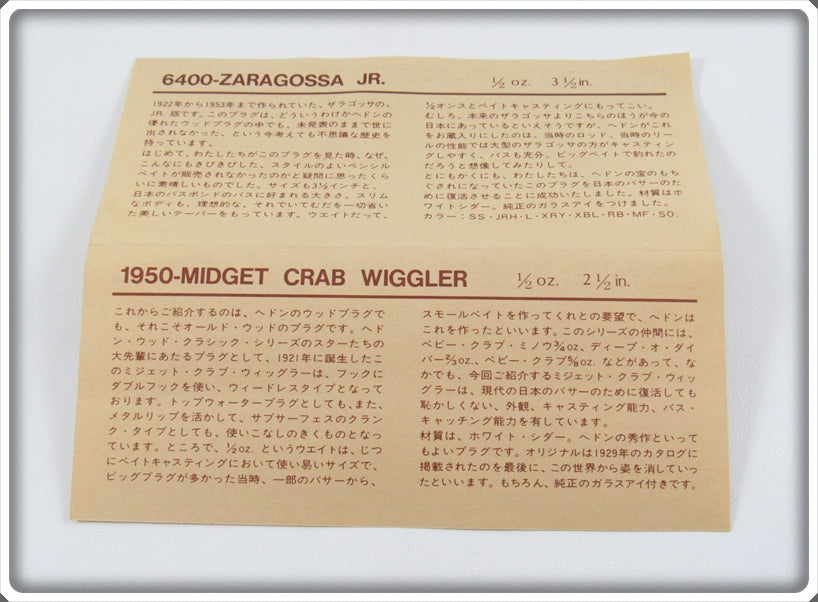 6400-ZARAGOSSA JR. ½ oz. 3 ½in.
1922年から1953年まで作られていた、ザラゴッサの、
JR. 版です。このプラグは、どういうわけかヘドンの
優れたウッドプラグの中でも、未発表のままで世に
出されなかった、という今考えても不思議な歴史を
持っています。
はじめて、わたしたちがこのプラグを見た時、なぜ、
こんなにもきびきびした、スタイルのよいペンシル
ベイトが販売されなかったのかと疑問に思ったくら
いに素晴しいものでした。サイズも3½インチと、
日本のバスポンドのバスに好まれる大きさ。スリム
なボディも、理想的な、それでいてむだを一切省い
た美しいテーパーをもっています。ウエイトだって、
½オンスとベイトキャスティングにもってこい。
むしろ、本来のザラゴッサよりこちらのほうが今の
日本にあっているといえそうですが、ヘドンがこれ
をお蔵入りにしたのは、当時のロッド、当時のリー
ルの性能では大型のザラゴッサの方がキャスティン
グしやすく、バスも充分、ビッグベイトで釣れたの
だろうと想像してみたりして。
とにもかくにも、わたしたちは、ヘドンの宝のもち
ぐされになっていたこのプラグを日本のバサーのた
めに復活させることに成功いたしました。材質はホ
ワイトシダー。純正のガラスアイをつけました。
カラー：SS・JRH・L・XRY・XBL・RB・MF・SO.
1950-MIDGET CRAB WIGGLER ½ oz. 2 ½ in.
これからご紹介するのは、ヘドンのウッドプラグで
も、それこそオールド・ウッドのプラグです。ヘド
ン・ウッド・クラシック・シリーズのスターたちの
大先輩にあたるプラグとして、1921年に誕生したこ
のミジェット・クラブ・ウィッグラーは、フックに
ダブルフックを使い、ウィードレスタイプとなって
おります。トップウォータープラグとしても、また、
メタルリップを活かして、サブサーフェスのクラン
ク・タイプとしても、使いこなしのきくものとなっ
ています。ところで、½oz. というウエイトは、じつ
にベイトキャスティングにおいて使い易いサイズで、
ビッグプラグが多かった当時、一部のバサーから、
スモールベイトを作ってくれとの要望で、ヘドンは
これを作ったといいます。このシリーズの仲間には、
ベビー・クラブ・ミノウ¾oz、ディープ・オ・ダイ
バー⅔oz.、ベビー・クラブ⅝oz. などがあって、な
かでも、今回ご紹介するミジェット・クラブ・ウィッ
グラーは、現代の日本のバサーのために復活しても
恥かしくない、外観、キャスティング能力、バス・
キャッチング能力を有しています。
材質は、ホワイト・シダー。ヘドンの秀作といって
もよいプラグです。オリジナルは1929年のカタログに
掲載されたのを最後に、この世界から姿を消していっ
たといいます。もちろん、純正のガラスアイ付きです。